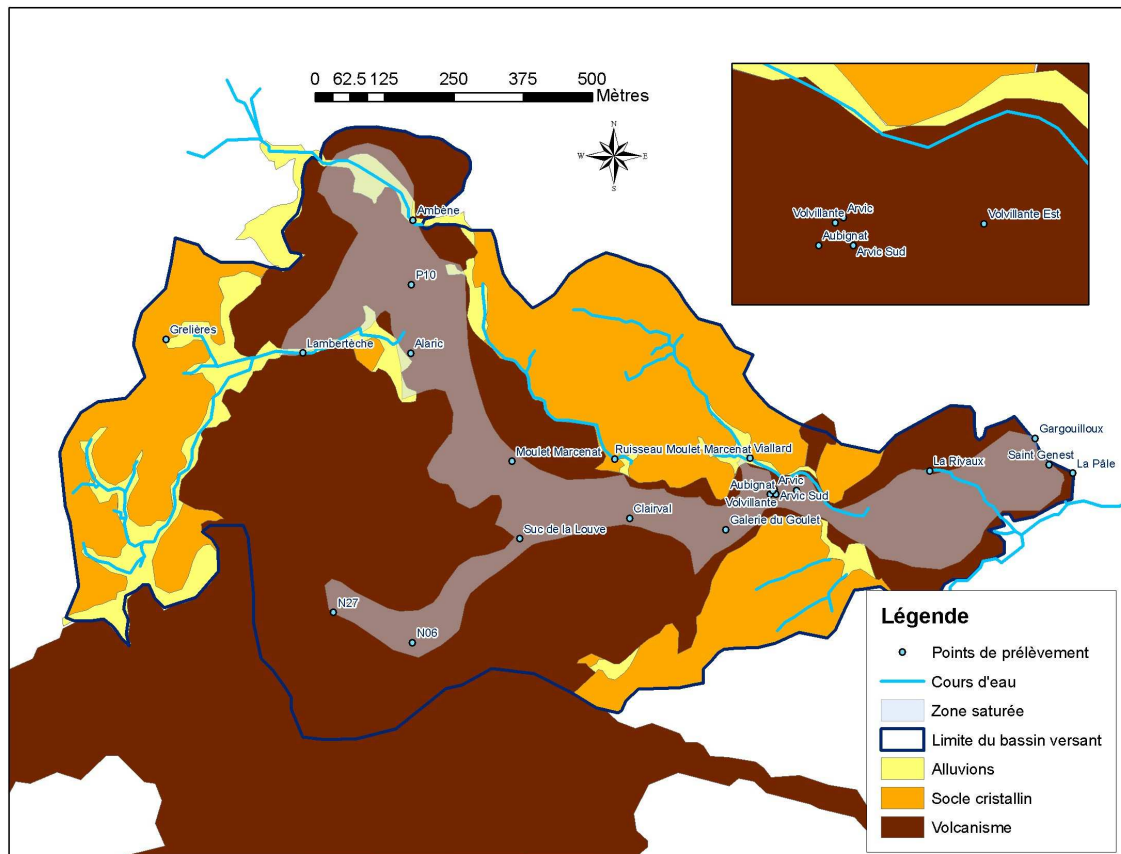 0 62.5 125 250 375 500
Mètres
N
W E
S
Volvillante Arvic
Volvillante Est
Aubignat
Arvic Sud
Ambène
P10
Grelières
Lambertèche
Alaric
Moulet Marcenat
Ruisseau Moulet Marcenat
Viallard
Gargouilloux
Saint Genest
La Pâle
La Rivaux
Aubignat
Arvic
Arvic Sud
Volvillante
Clairval
Galerie du Goulet
Suc de la Louve
N27
N06
Légende
Points de prélèvement
Cours d'eau
Zone saturée
Limite du bassin versant
Alluvions
Socle cristallin
Volcanisme